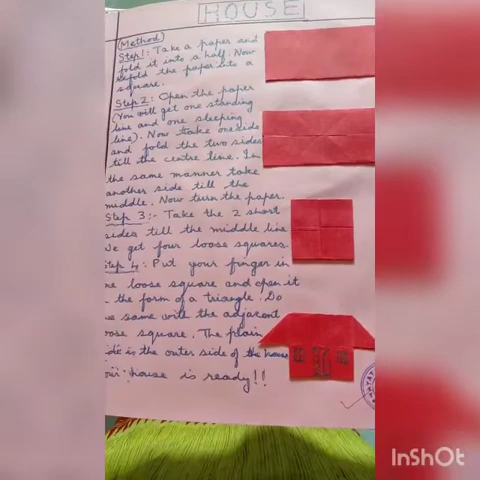 HOUSE
(Method)
Step 1: Take a paper and
fold it into a half. Now
refold the paper into a
square.
Step 2: Open the paper
(You will get one standing
line and one sleeping
line). Now take one side
and fold the two sides
till the centre line. In
the same manner take
another side till the
middle. Now turn the paper.
Step 3:- Take the 2 short
sides till the middle line
We get four loose squares.
Step 4: Put your finger in
loose square and open it
the form of a triangle. Do
same with the adjacent
loose square. The plain
side is the outer side of the house
your house is ready!!
InShOt